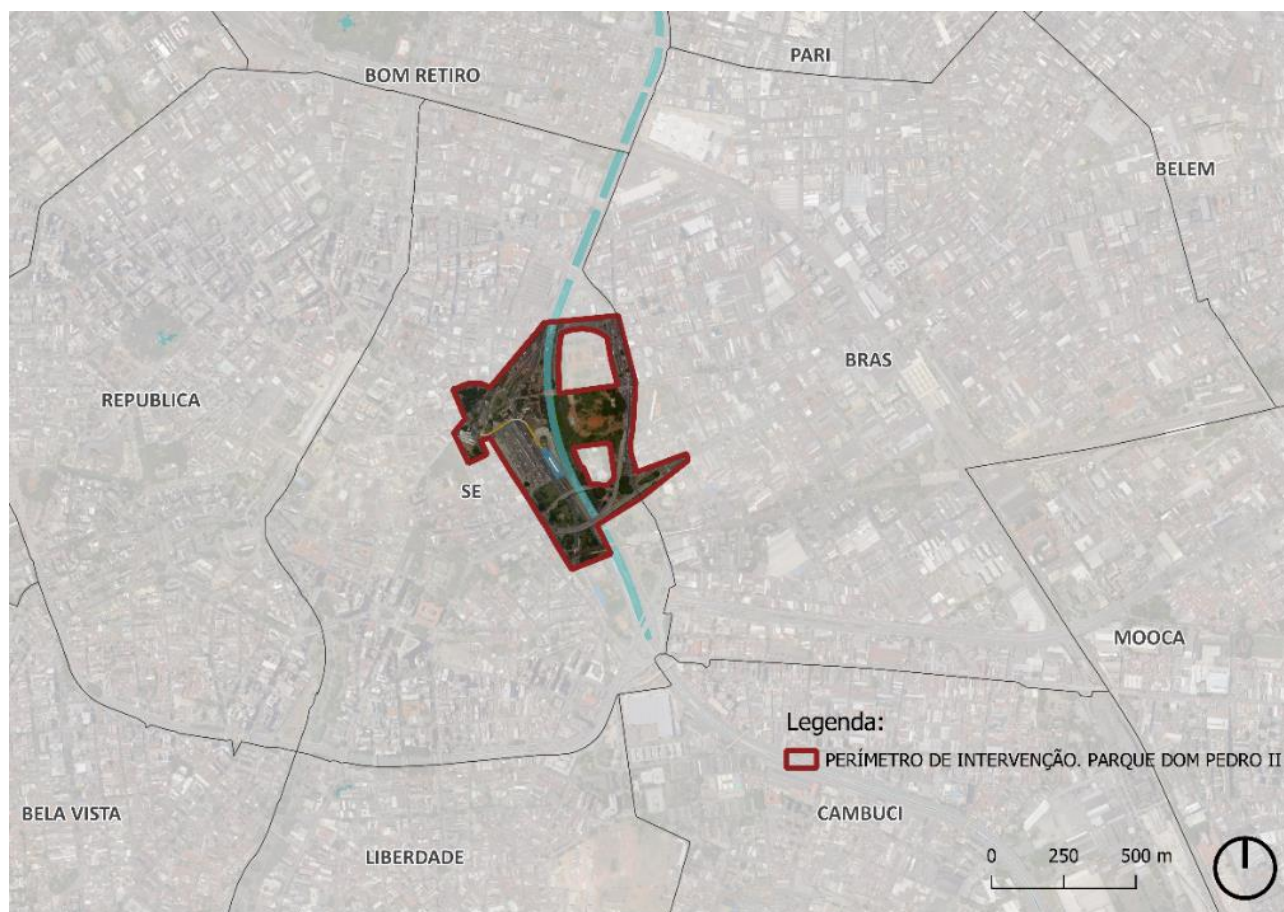 PARI
BOM RETIRO
BELEM
BRAS
REPUBLICA
SE
MOOCA
Legenda:
PERÍMETRO DE INTERVENÇÃO. PARQUE DOM PEDRO II
BELA VISTA
CAMBUCI
LIBERDADE
0 250 500 m